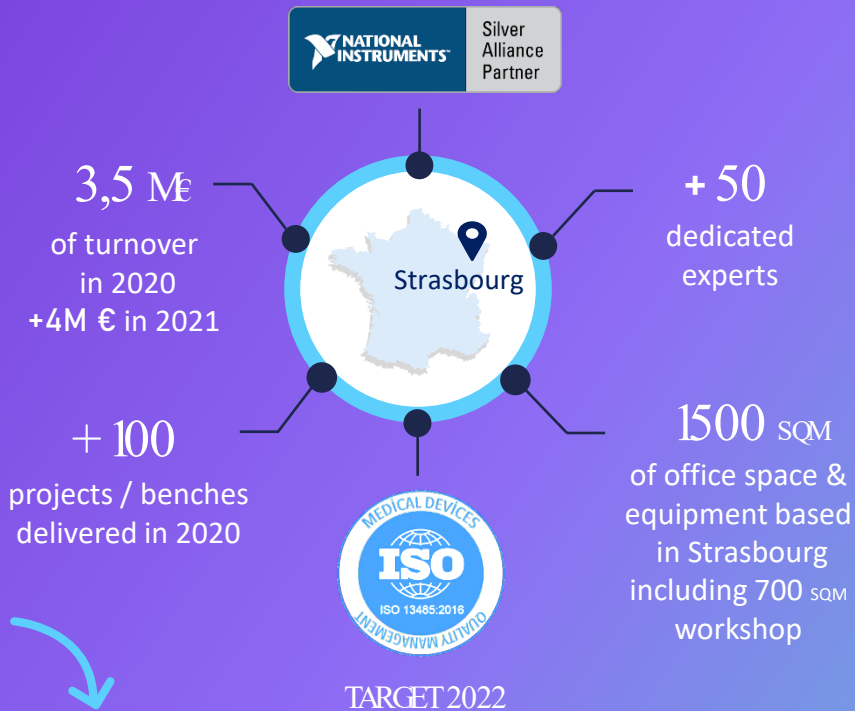 NATIONAL
INSTRUMENTS™
Silver
Alliance
Partner
3,5 M€
of turnover
in 2020
+4M € in 2021
+ 50
dedicated
experts
Strasbourg
+ 100
projects / benches
delivered in 2020
1500 SQM
of office space &
equipment based
in Strasbourg
including 700 SQM
workshop
MEDICAL DEVICES
ISO
ISO 13485:2016
QUALITY MANAGEMENT
TARGET 2022